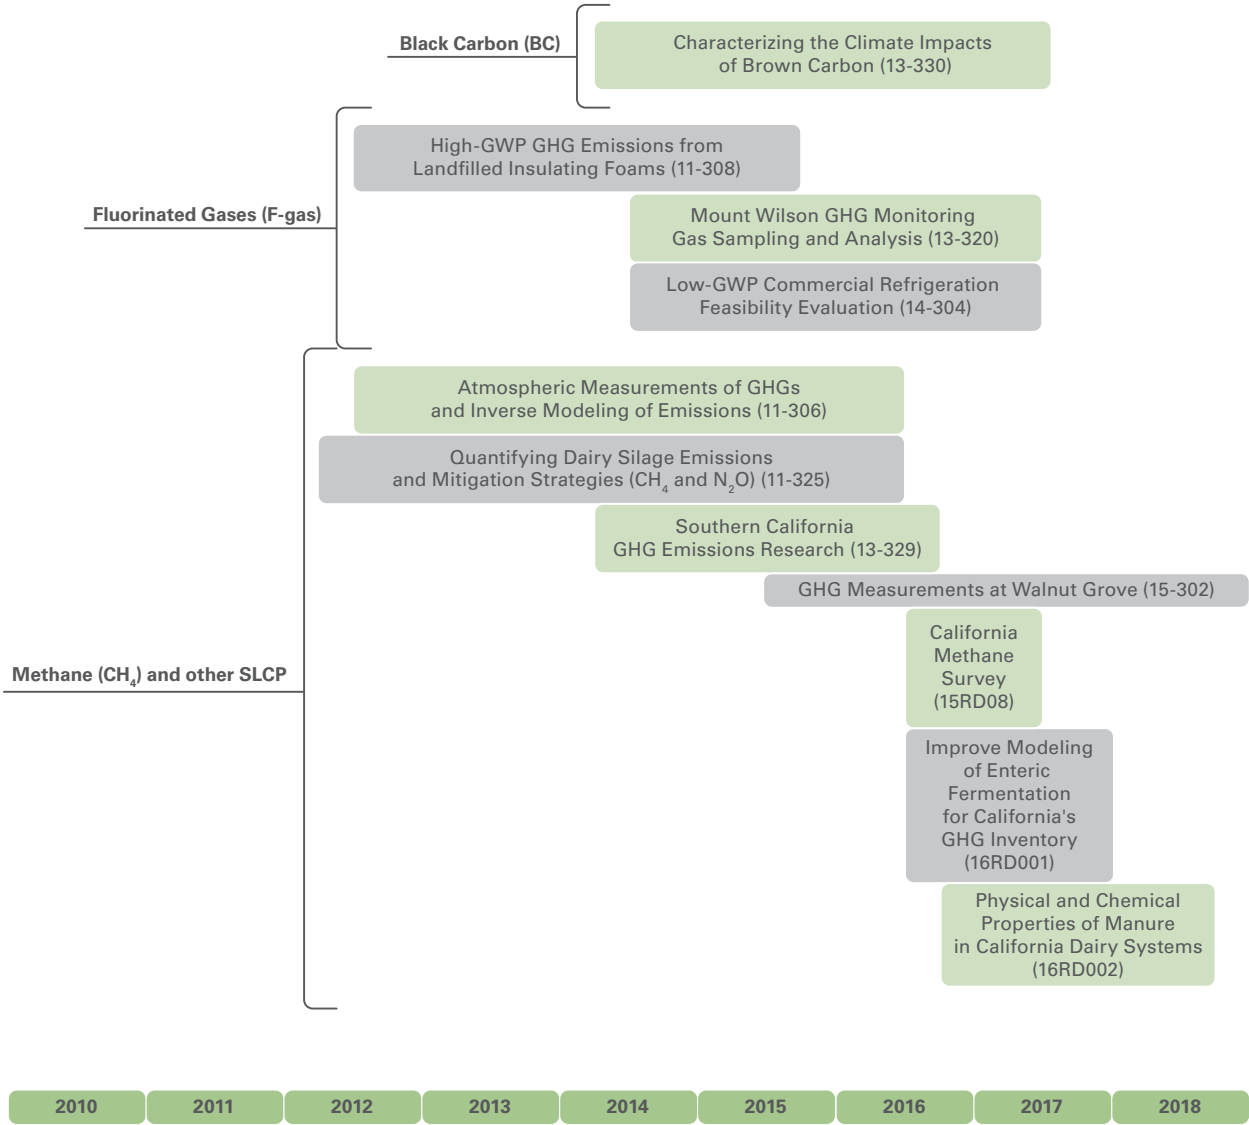 Black Carbon (BC)
Characterizing the Climate Impacts
of Brown Carbon (13-330)
Fluorinated Gases (F-gas)
High-GWP GHG Emissions from
Landfilled Insulating Foams (11-308)
Mount Wilson GHG Monitoring
Gas Sampling and Analysis (13-320)
Low-GWP Commercial Refrigeration
Feasibility Evaluation (14-304)
Methane (CH₄) and other SLCP
Atmospheric Measurements of GHGs
and Inverse Modeling of Emissions (11-306)
Quantifying Dairy Silage Emissions
and Mitigation Strategies (CH₄ and N₂O) (11-325)
Southern California
GHG Emissions Research (13-329)
GHG Measurements at Walnut Grove (15-302)
California
Methane
Survey
(15RD08)
Improve Modeling
of Enteric
Fermentation
for California's
GHG Inventory
(16RD001)
Physical and Chemical
Properties of Manure
in California Dairy Systems
(16RD002)
2010 2011 2012 2013 2014 2015 2016 2017 2018